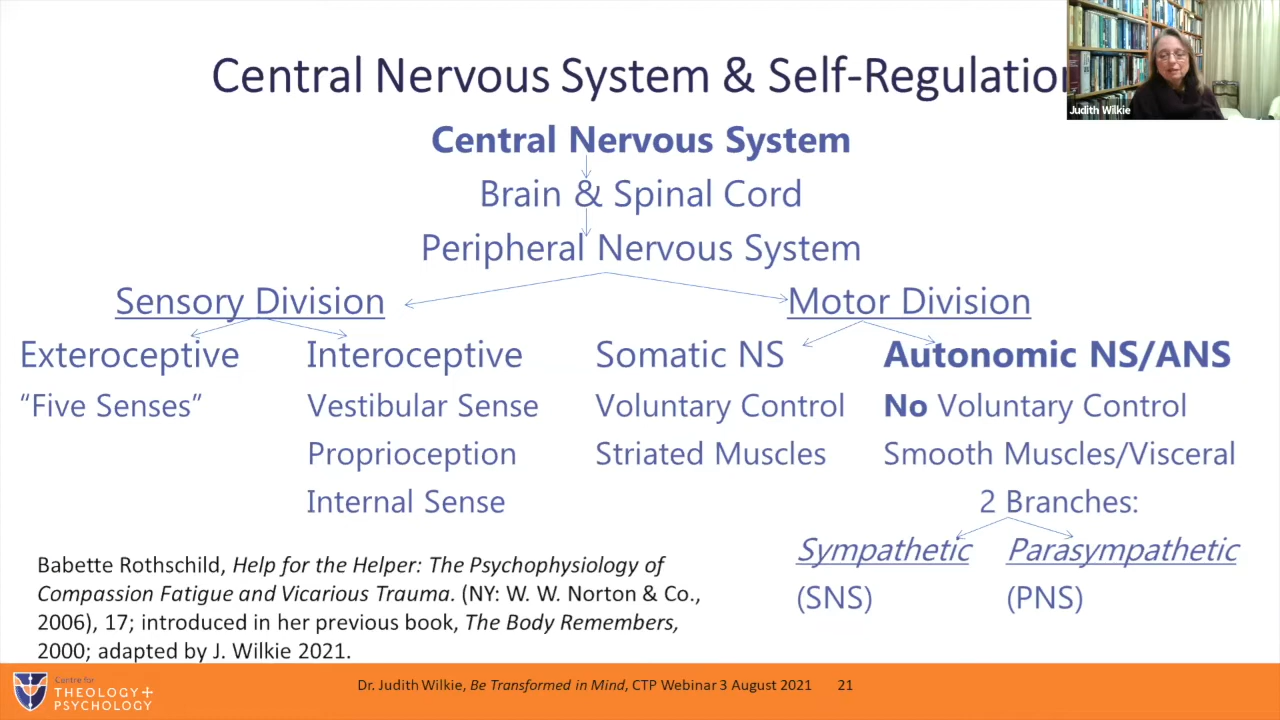 Central Nervous System & Self-Regulation
Judith Wilkie
Central Nervous System
Brain & Spinal Cord
Peripheral Nervous System
Sensory Division
Motor Division
Exteroceptive
Interoceptive
Somatic NS
Autonomic NS/ANS
“Five Senses”
Vestibular Sense
Voluntary Control
No Voluntary Control
Proprioception
Striated Muscles
Smooth Muscles/Visceral
Internal Sense
2 Branches:
Sympathetic
Parasympathetic
(SNS)
(PNS)
Babette Rothschild, Help for the Helper: The Psychophysiology of
Compassion Fatigue and Vicarious Trauma. (NY: W. W. Norton & Co.,
2006), 17; introduced in her previous book, The Body Remembers,
2000; adapted by J. Wilkie 2021.
Centre for
THEOLOGY+
PSYCHOLOGY
Dr. Judith Wilkie, Be Transformed in Mind, CTP Webinar 3 August 2021
21